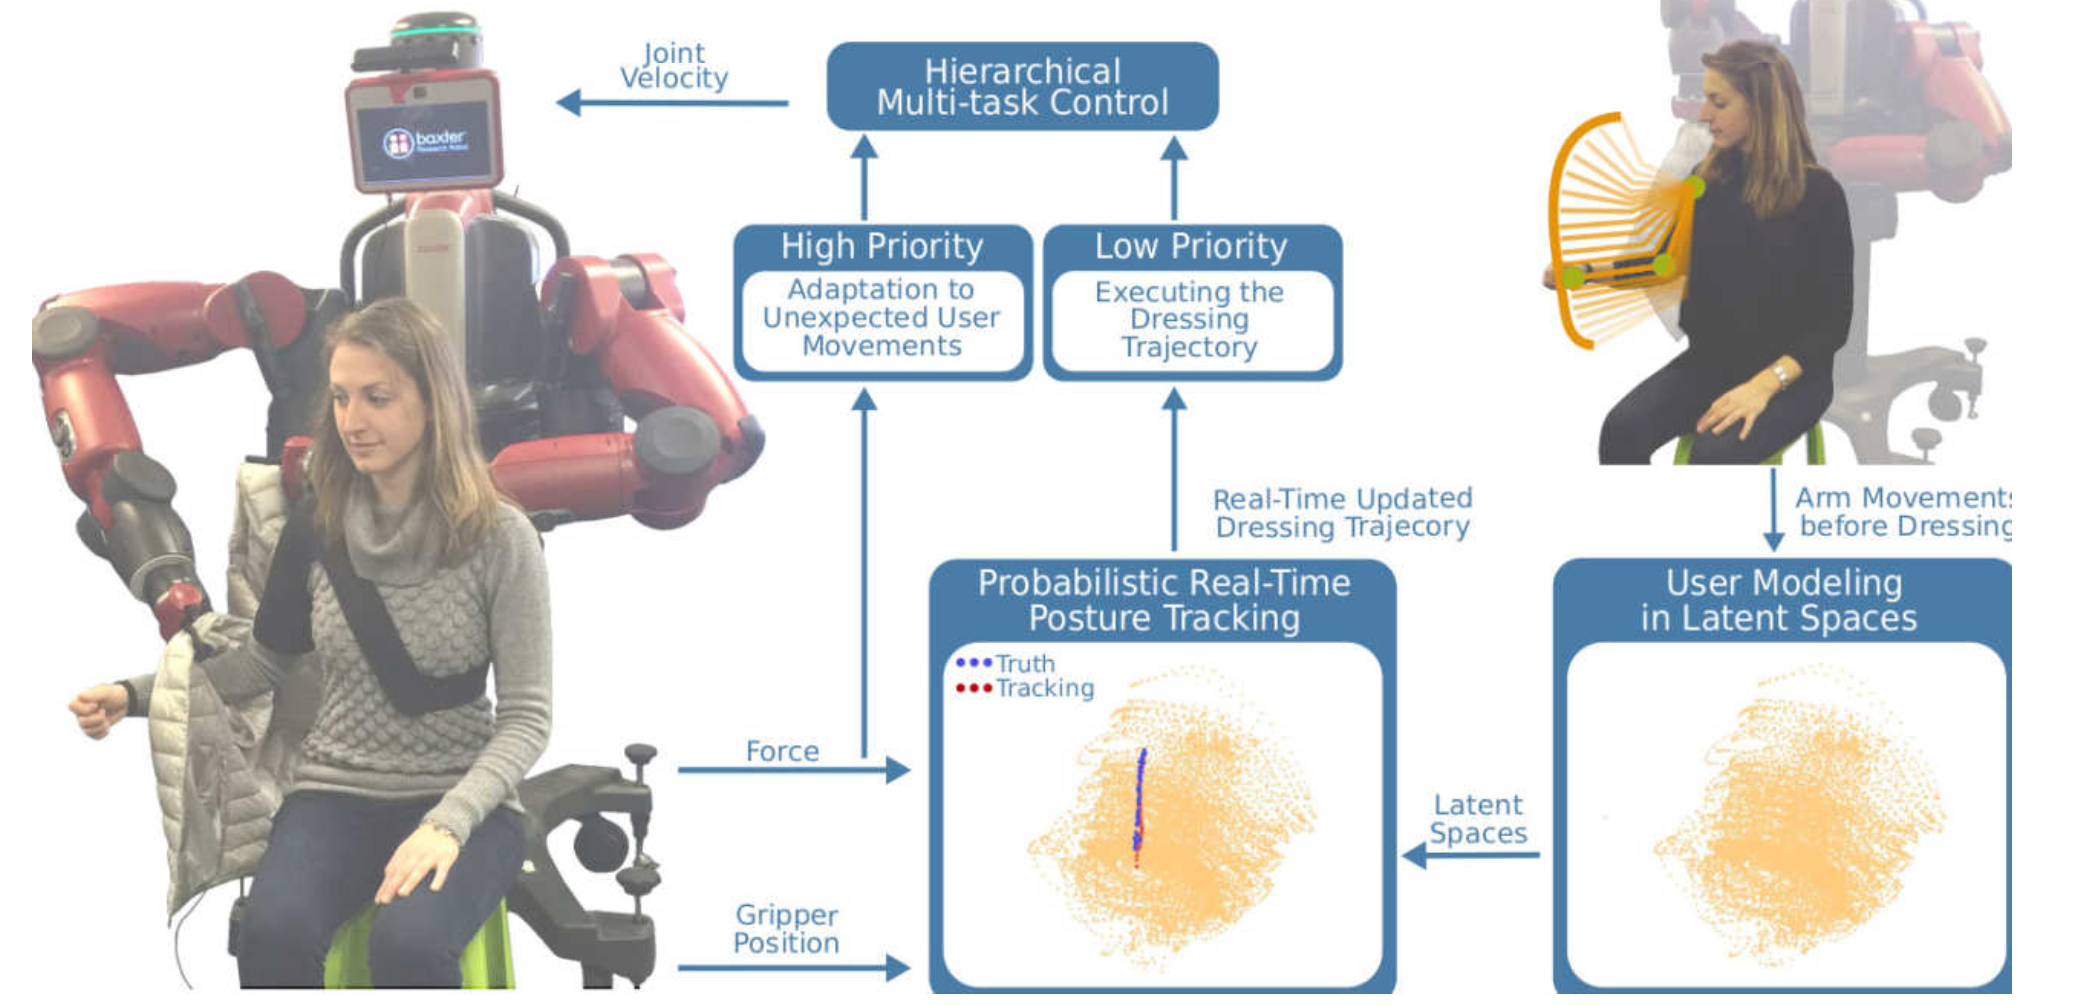 Joint
Velocity
Hierarchical
Multi-task Control
baxter
High Priority
Adaptation to
Unexpected User
Movements
Low Priority
Executing the
Dressing
Trajectory
Real-Time Updated
Dressing Trajecory
Arm Movements
before Dressing
Probabilistic Real-Time
Posture Tracking
Truth
Tracking
User Modeling
in Latent Spaces
Force
Latent
Spaces
Gripper
Position